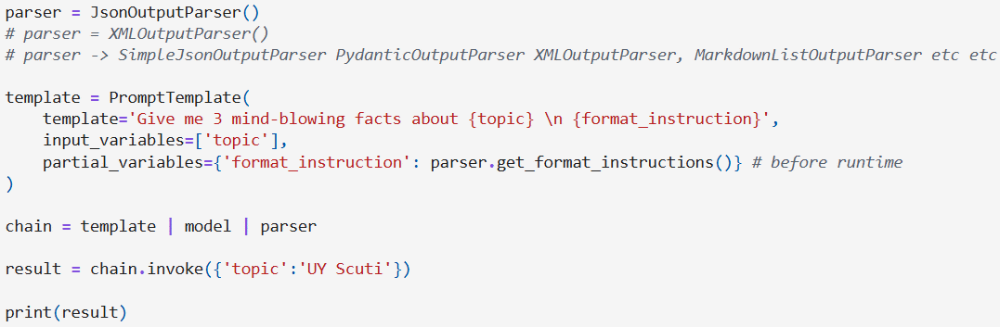 parser = JsonOutputParser()
# parser = XMLOutputParser()
# parser -> SimpleJsonOutputParser PydanticOutputParser XMLOutputParser, MarkdownListOutputParser etc etc
template = PromptTemplate(
    template='Give me 3 mind-blowing facts about {topic} \n {format_instruction}',
    input_variables=['topic'],
    partial_variables={'format_instruction': parser.get_format_instructions()} # before runtime
)
chain = template | model | parser
result = chain.invoke({'topic':'UY Scuti'})
print(result)